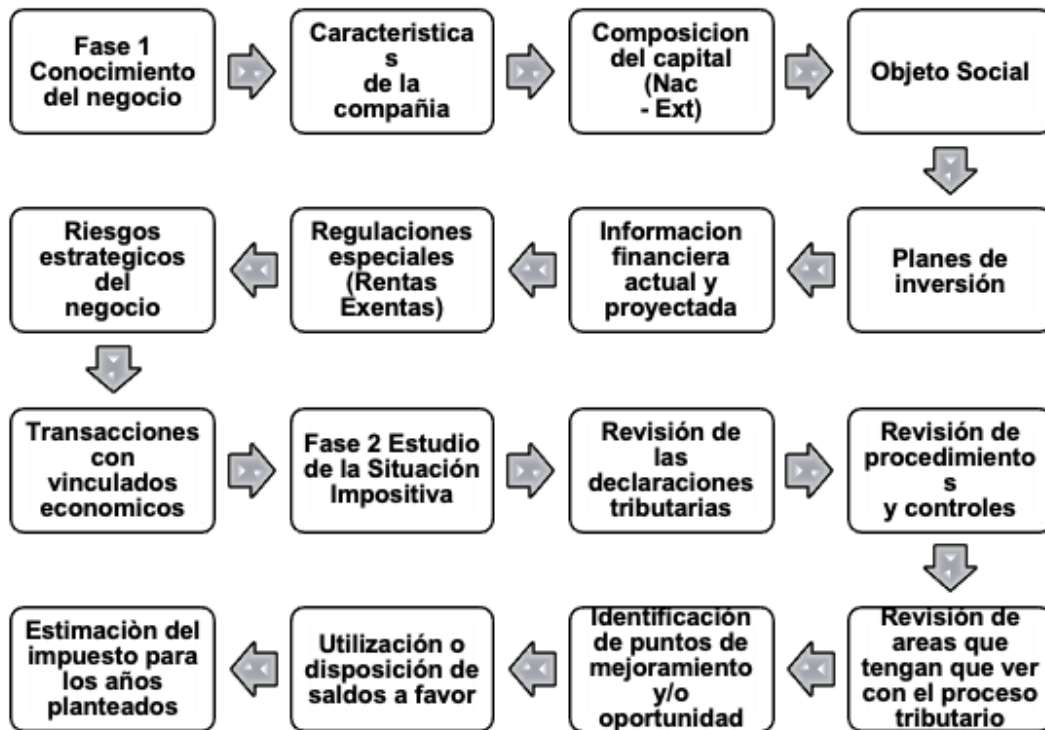 Fase 1
Conocimiento
del negocio
Caracteristica
s
de la
compañia
Composicion
del capital
(Nac
- Ext)
Objeto Social
Planes de
inversión
Informacion
financiera
actual y
proyectada
Regulaciones
especiales
(Rentas
Exentas)
Riesgos
estrategicos
del
negocio
Transacciones
con
vinculados
economicos
Fase 2 Estudio
de la Situación
Impositiva
Revisión de
las
declaraciones
tributarias
Revisión de
procedimiento
s
y controles
Revisión de
areas que
tengan que ver
con el proceso
tributario
Identificación
de puntos de
mejoramiento
y/o
oportunidad
Utilización o
disposición de
saldos a favor
Estimaciòn del
impuesto para
los años
planteados